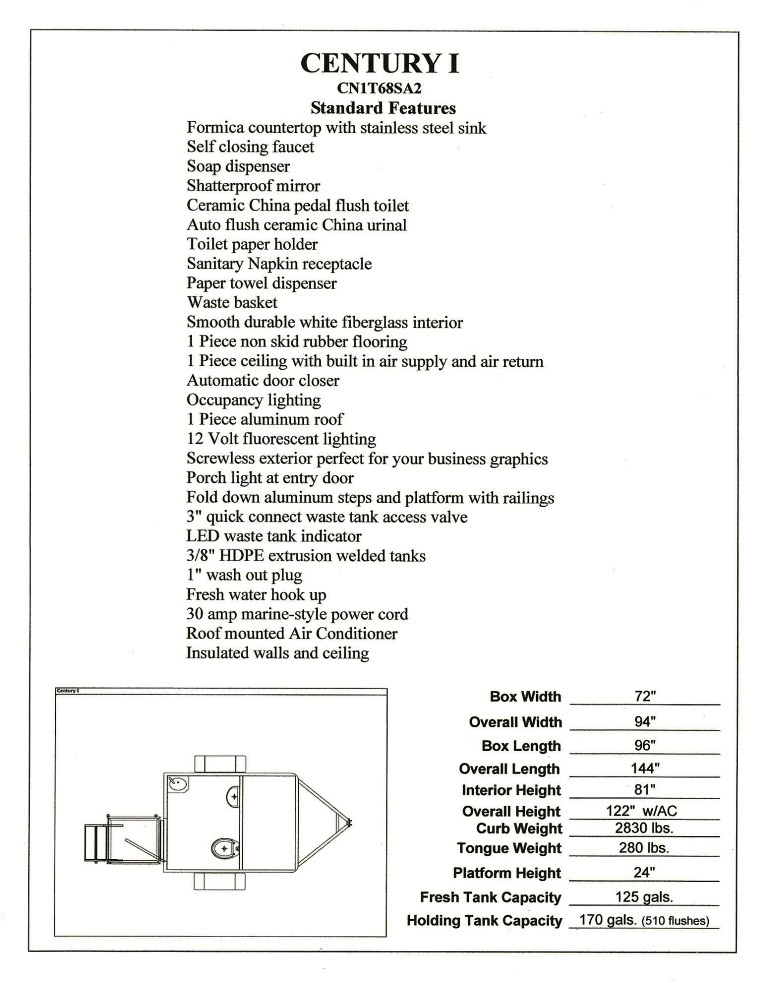 CENTURY I
CN1T68SA2
Standard Features
Formica countertop with stainless steel sink
Self closing faucet
Soap dispenser
Shatterproof mirror
Ceramic China pedal flush toilet
Auto flush ceramic China urinal
Toilet paper holder
Sanitary Napkin receptacle
Paper towel dispenser
Waste basket
Smooth durable white fiberglass interior
1 Piece non skid rubber flooring
1 Piece ceiling with built in air supply and air return
Automatic door closer
Occupancy lighting
1 Piece aluminum roof
12 Volt fluorescent lighting
Screwless exterior perfect for your business graphics
Porch light at entry door
Fold down aluminum steps and platform with railings
3" quick connect waste tank access valve
LED waste tank indicator
3/8" HDPE extrusion welded tanks
1" wash out plug
Fresh water hook up
30 amp marine-style power cord
Roof mounted Air Conditioner
Insulated walls and ceiling
Century I
Box Width 72"
Overall Width 94"
Box Length 96"
Overall Length 144"
Interior Height 81"
Overall Height 122" w/AC
Curb Weight 2830 lbs.
Tongue Weight 280 lbs.
Platform Height 24"
Fresh Tank Capacity 125 gals.
Holding Tank Capacity 170 gals. (510 flushes)